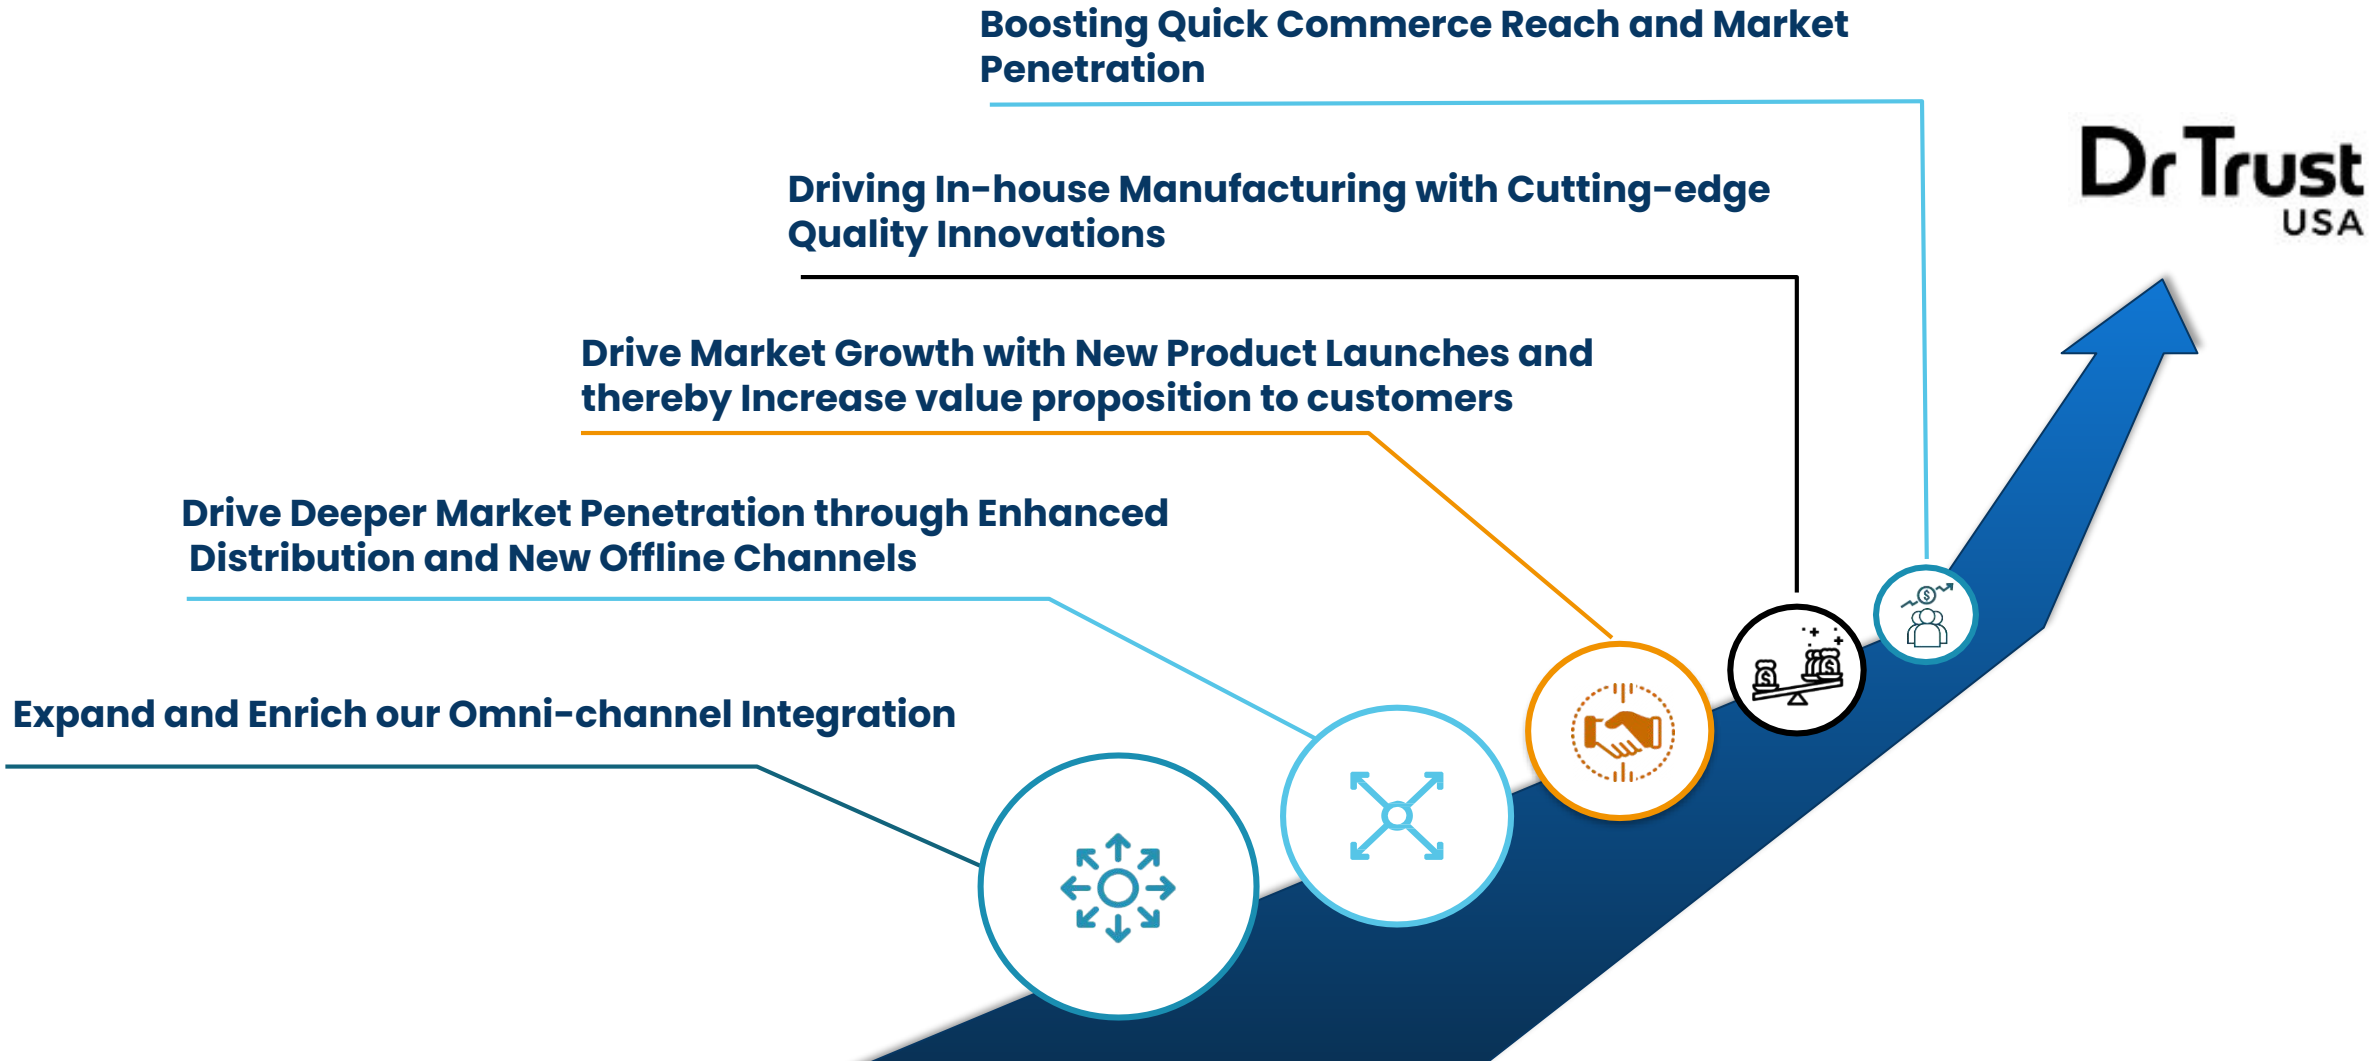 Boosting Quick Commerce Reach and Market
Penetration
Dr Trust
USA
Driving In-house Manufacturing with Cutting-edge
Quality Innovations
Drive Market Growth with New Product Launches and
thereby Increase value proposition to customers
Drive Deeper Market Penetration through Enhanced
Distribution and New Offline Channels
Expand and Enrich our Omni-channel Integration